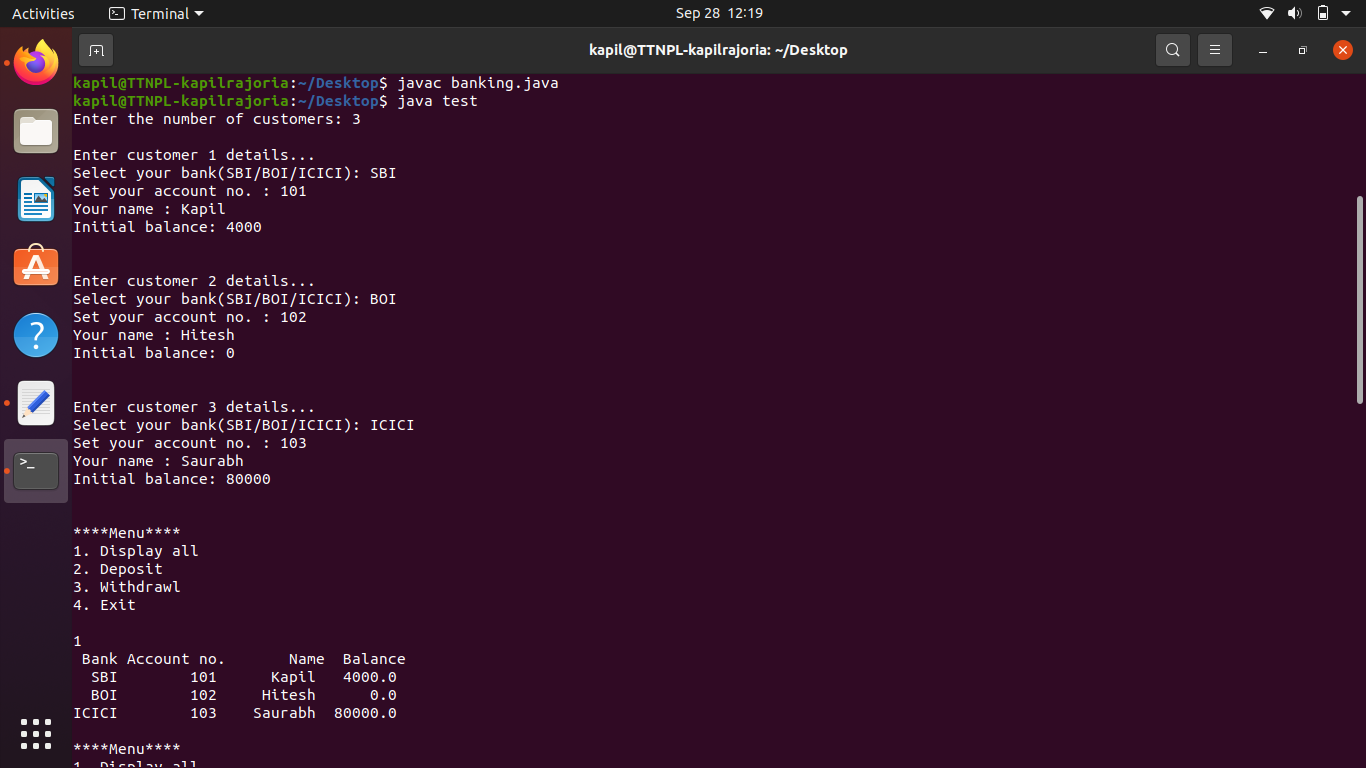 Activities
Terminal
Sep 28 12:19
kapil@TTNPL-kapilrajoria: ~/Desktop
kapil@TTNPL-kapilrajoria:~/Desktop$ javac banking.java
kapil@TTNPL-kapilrajoria:~/Desktop$ java test
Enter the number of customers: 3
Enter customer 1 details...
Select your bank(SBI/BOI/ICICI): SBI
Set your account no. : 101
Your name : Kapil
Initial balance: 4000
Enter customer 2 details...
Select your bank(SBI/BOI/ICICI): BOI
Set your account no. : 102
Your name : Hitesh
Initial balance: 0
Enter customer 3 details...
Select your bank(SBI/BOI/ICICI): ICICI
Set your account no. : 103
Your name : Saurabh
Initial balance: 80000
****Menu****
1. Display all
2. Deposit
3. Withdrawl
4. Exit
1
Bank Account no. Name Balance
SBI 101 Kapil 4000.0
BOI 102 Hitesh 0.0
ICICI 103 Saurabh 80000.0
****Menu****
1. Display all